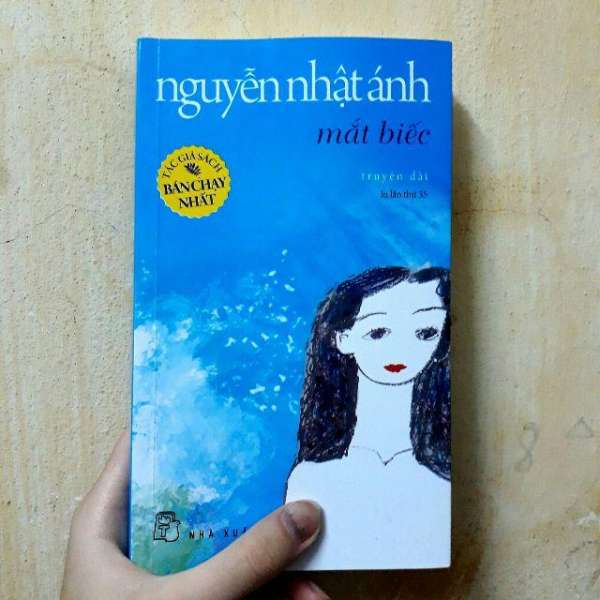 nguyễn nhật ánh
mắt biếc
TÁC GIẢ SÁCH
BÁN CHẠY
NHẤT
truyện dài
In lần thứ 35
NHÀ XUẤ